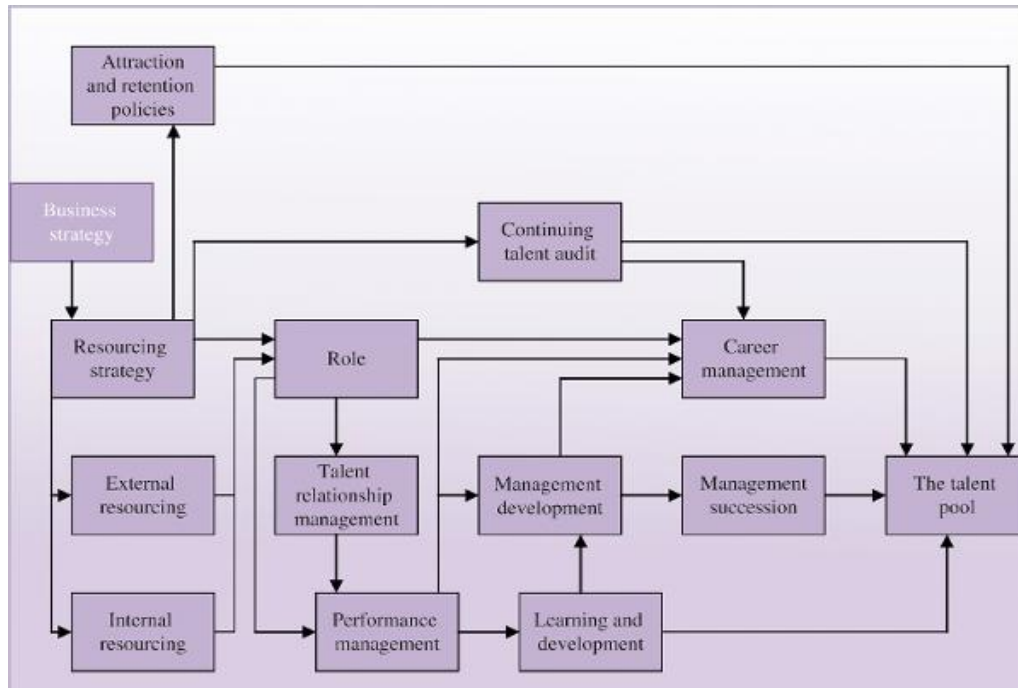 Attraction
and retention
policies
Business
strategy
Continuing
talent audit
Resourcing
strategy
Role
Career
management
External
resourcing
Talent
relationship
management
Management
development
Management
succession
The talent
pool
Internal
resourcing
Performance
management
Learning and
development